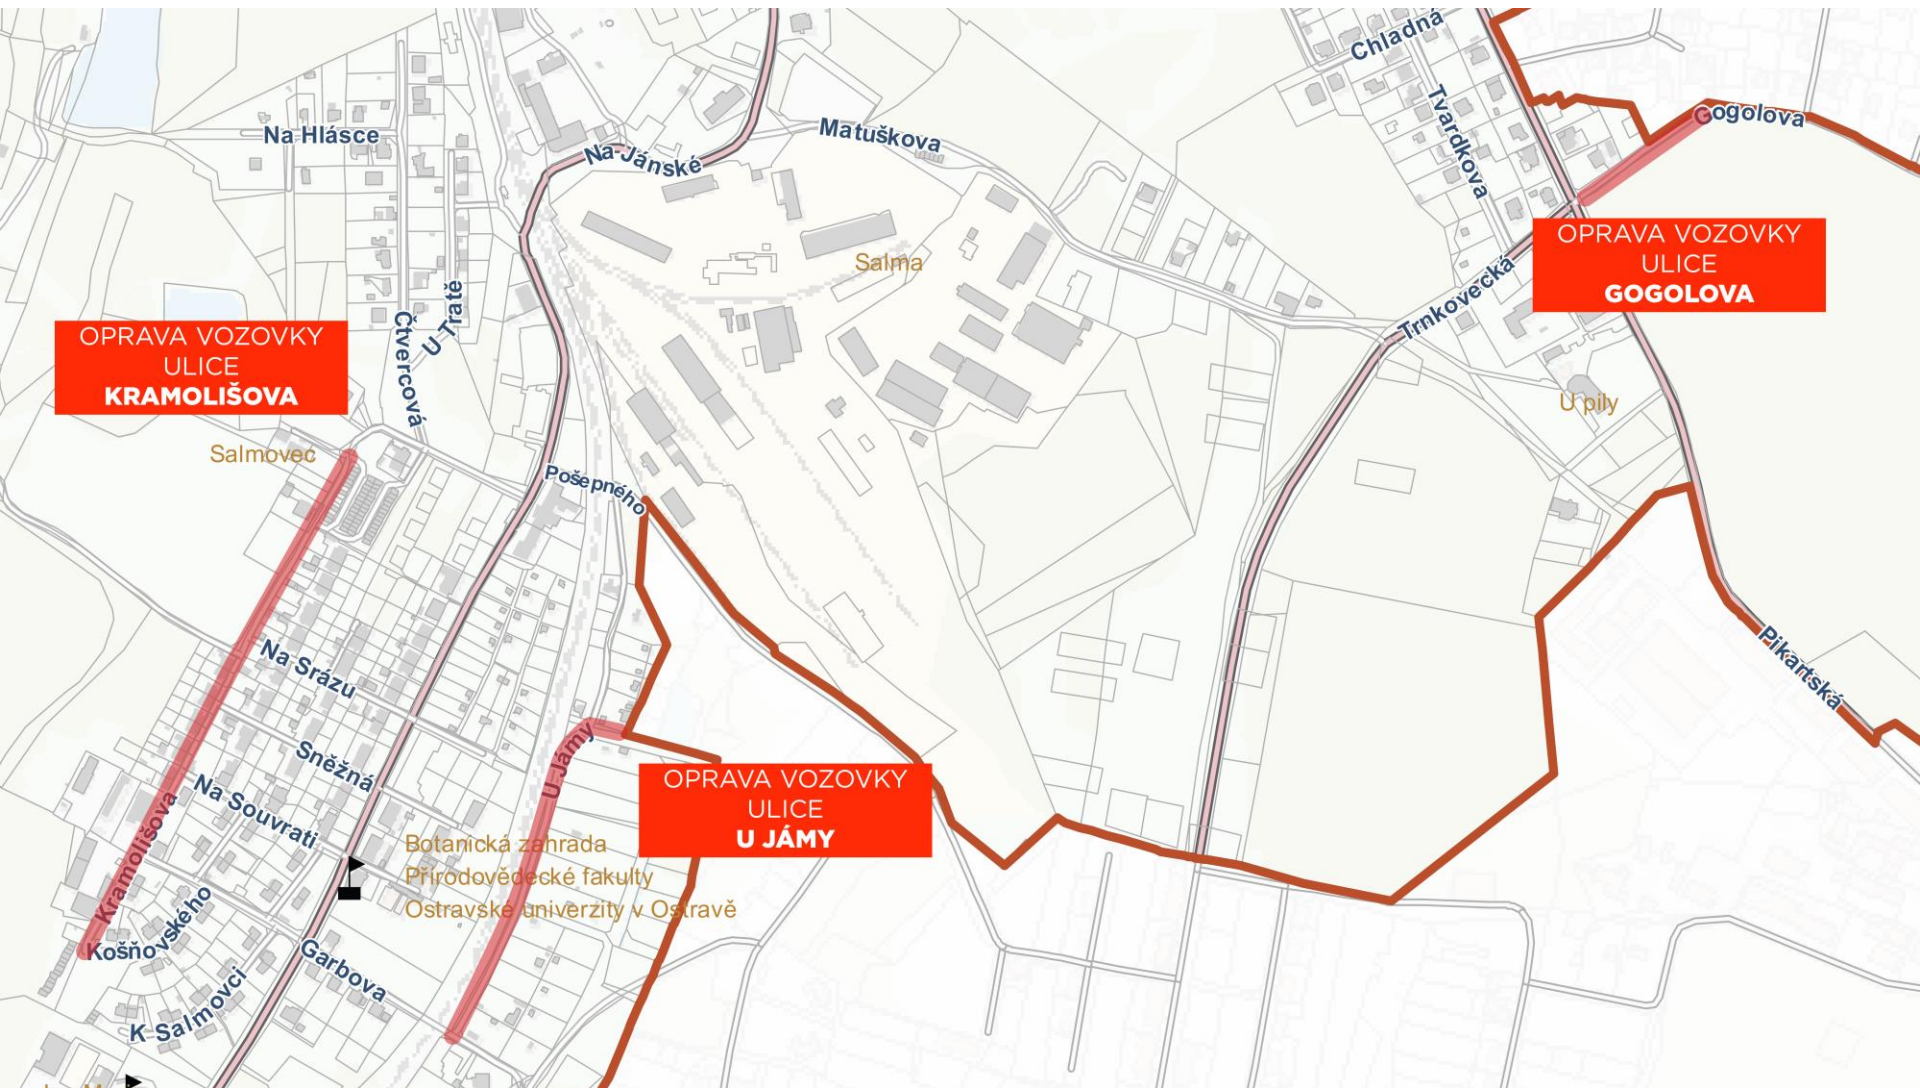 Chladná
Tvardkova
Gogolova
Na Hlásce
Na Jánské
Matuškova
OPRAVA VOZOVKY
ULICE
GOGOLOVA
Salma
Trnkovecká
U Tratě
Čtvercová
OPRAVA VOZOVKY
ULICE
KRAMOLIŠOVA
U pily
Salmovec
Pošepného
Na Srázu
Pikartská
Sněžná
U Jámy
OPRAVA VOZOVKY
ULICE
U JÁMY
Na Souvrati
Kramolišova
Botanická zahrada
Přírodovědecké fakulty
Ostravské univerzity v Ostravě
Košňovského
Garbova
K Salmovci